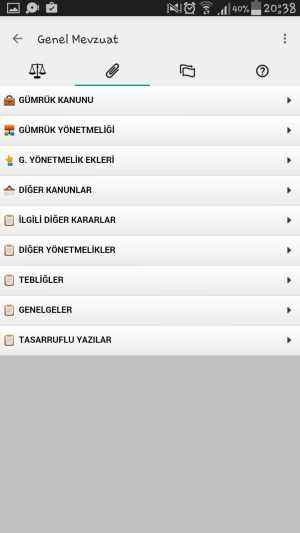 40% 20:38
Genel Mevzuat
GÜMRÜK KANUNU
GÜMRÜK YÖNETMELİĞİ
G. YÖNETMELİK EKLERİ
DİĞER KANUNLAR
İLGİLİ DİĞER KARARLAR
DİĞER YÖNETMELİKLER
TEBLİĞLER
GENELGELER
TASARRUFLU YAZILAR